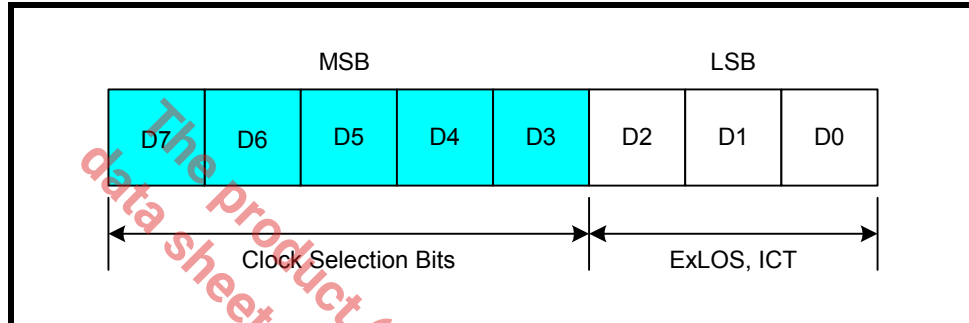 MSB LSB
D7 D6 D5 D4 D3 D2 D1 D0
Clock Selection Bits ExLOS, ICT
The product
data sheet